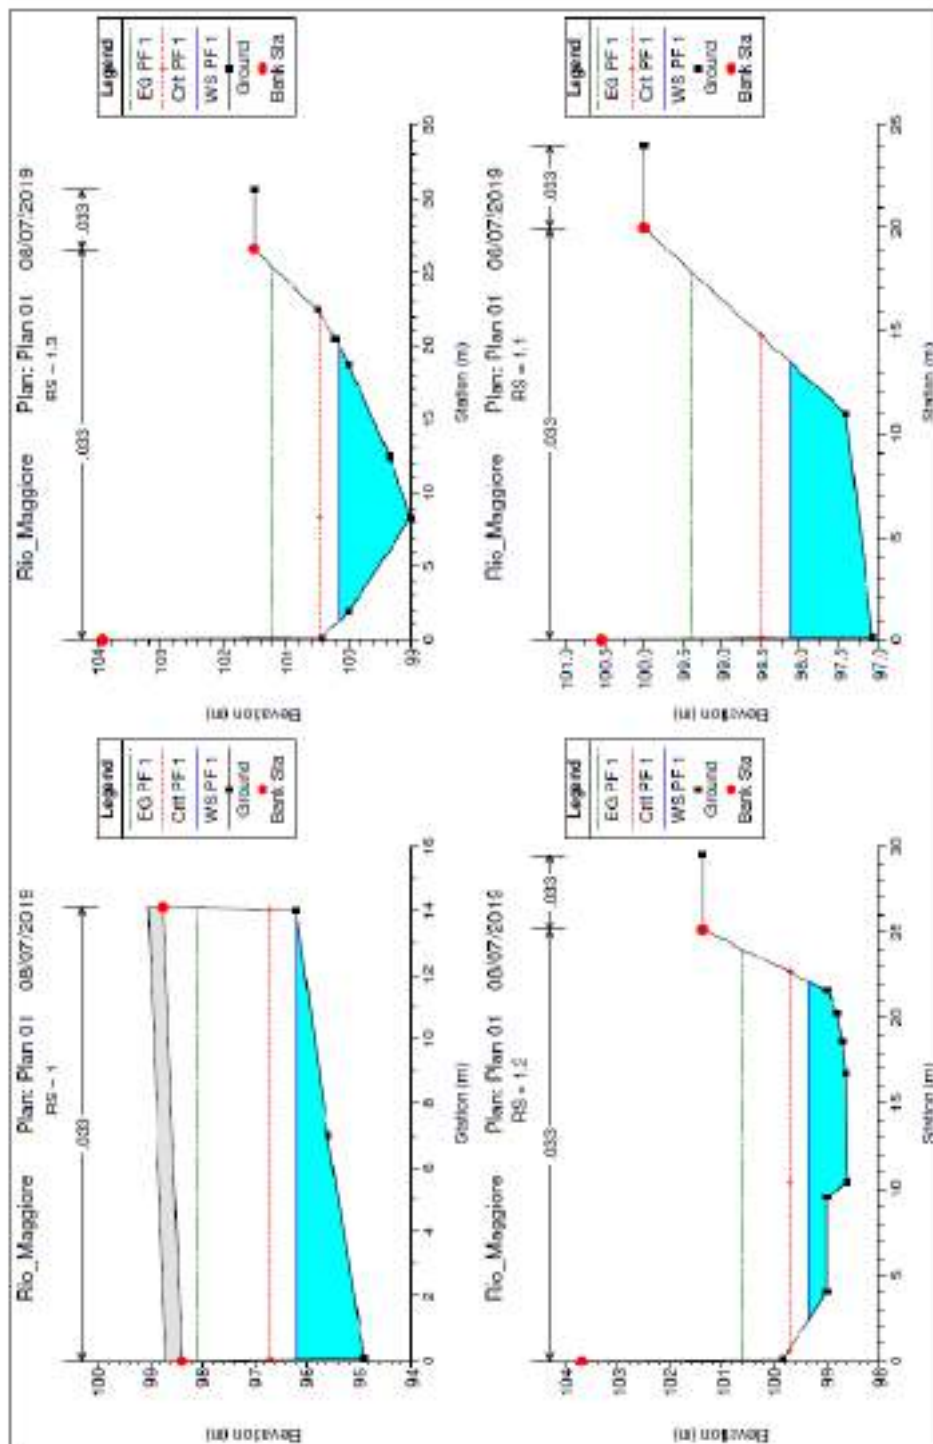 Rio_Maggiore Plan: Plan 01 08/07/2019
RS = 1
.033
Legend
EG PF 1
Crit PF 1
WS PF 1
Ground
Bank Sta
100
99
98
97
96
95
94
Elevation (m)
0 2 4 6 8 10 12 14 16
Station (m)
Rio_Maggiore Plan: Plan 01 08/07/2019
RS = 1.3
.033 .033
Legend
EG PF 1
Crit PF 1
WS PF 1
Ground
Bank Sta
104
103
102
101
100
99
Elevation (m)
0 5 10 15 20 25 30 35
Station (m)
Rio_Maggiore Plan: Plan 01 08/07/2019
RS = 1.2
.033 .033
Legend
EG PF 1
Crit PF 1
WS PF 1
Ground
Bank Sta
104
103
102
101
100
99
98
Elevation (m)
0 5 10 15 20 25 30
Station (m)
Rio_Maggiore Plan: Plan 01 08/07/2019
RS = 1.1
.033 .033
Legend
EG PF 1
Crit PF 1
WS PF 1
Ground
Bank Sta
101.0
100.5
100.0
99.5
99.0
98.5
98.0
97.5
97.0
Elevation (m)
0 5 10 15 20 25
Station (m)